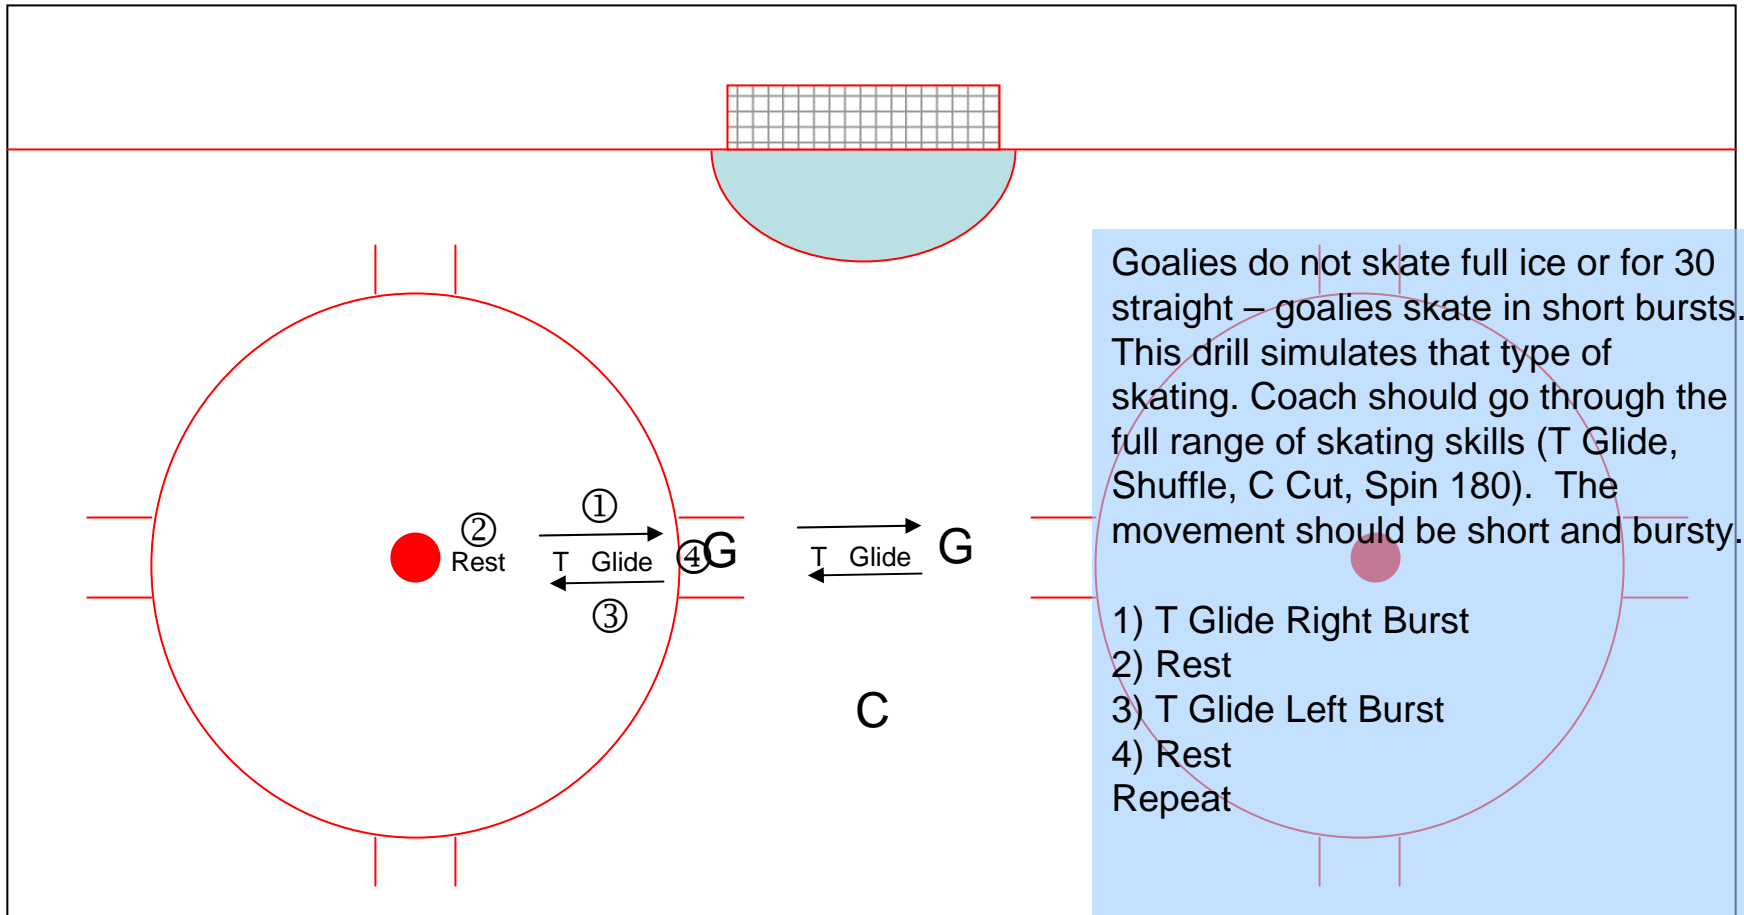 Goalies do not skate full ice or for 30
straight – goalies skate in short bursts.
This drill simulates that type of
skating. Coach should go through the
full range of skating skills (T Glide,
Shuffle, C Cut, Spin 180).  The
movement should be short and bursty.
1) T Glide Right Burst
2) Rest
3) T Glide Left Burst
4) Rest
Repeat
①
②
Rest
T Glide
④G
③
T Glide
G
C